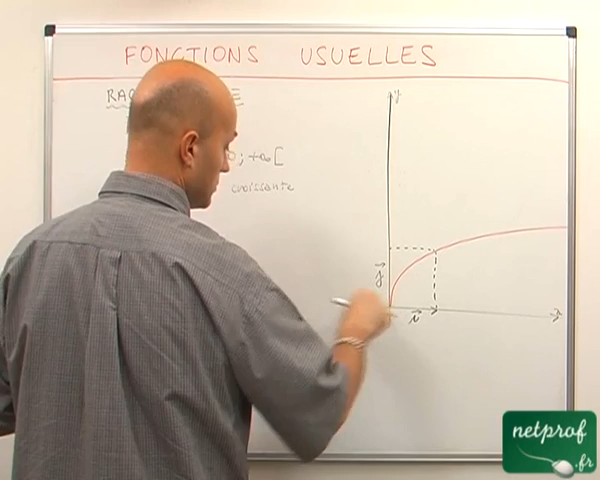 FONCTIONS USUELLES
y
; +∞[
croissante
j
i
x
netprof
.fr